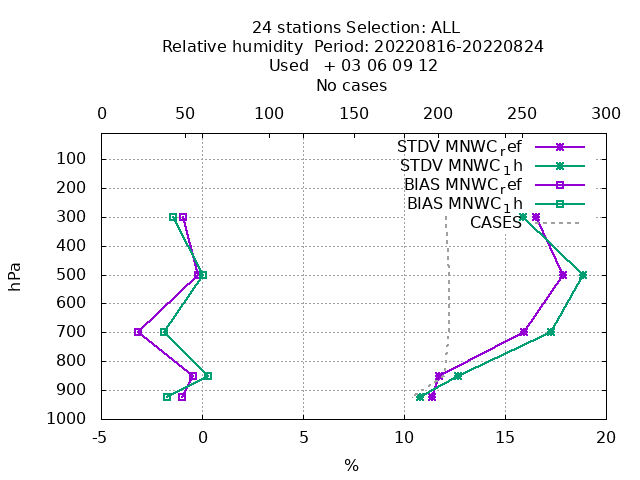 24 stations Selection: ALL
Relative humidity  Period: 20220816-20220824
Used   + 03 06 09 12
No cases
0 50 100 150 200 250 300
STDV MNWC_ref
STDV MNWC_1h
BIAS MNWC_ref
BIAS MNWC_1h
CASES
100
200
300
400
500
600
700
800
900
1000
hPa
-5 0 5 10 15 20
%